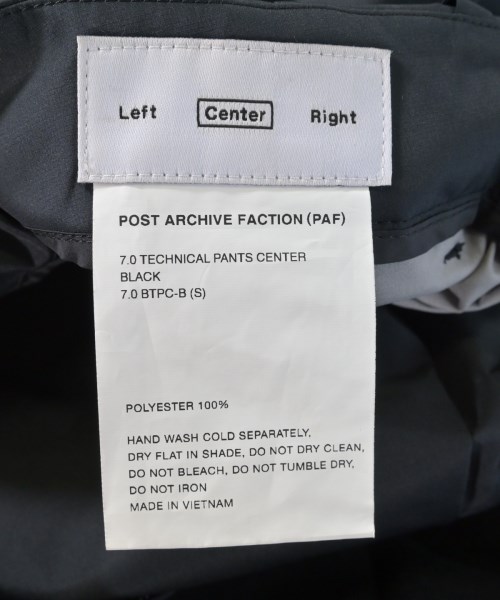 Left Center Right
POST ARCHIVE FACTION (PAF)
7.0 TECHNICAL PANTS CENTER
BLACK
7.0 BTPC-B (S)
POLYESTER 100%
HAND WASH COLD SEPARATELY,
DRY FLAT IN SHADE, DO NOT DRY CLEAN,
DO NOT BLEACH, DO NOT TUMBLE DRY,
DO NOT IRON
MADE IN VIETNAM